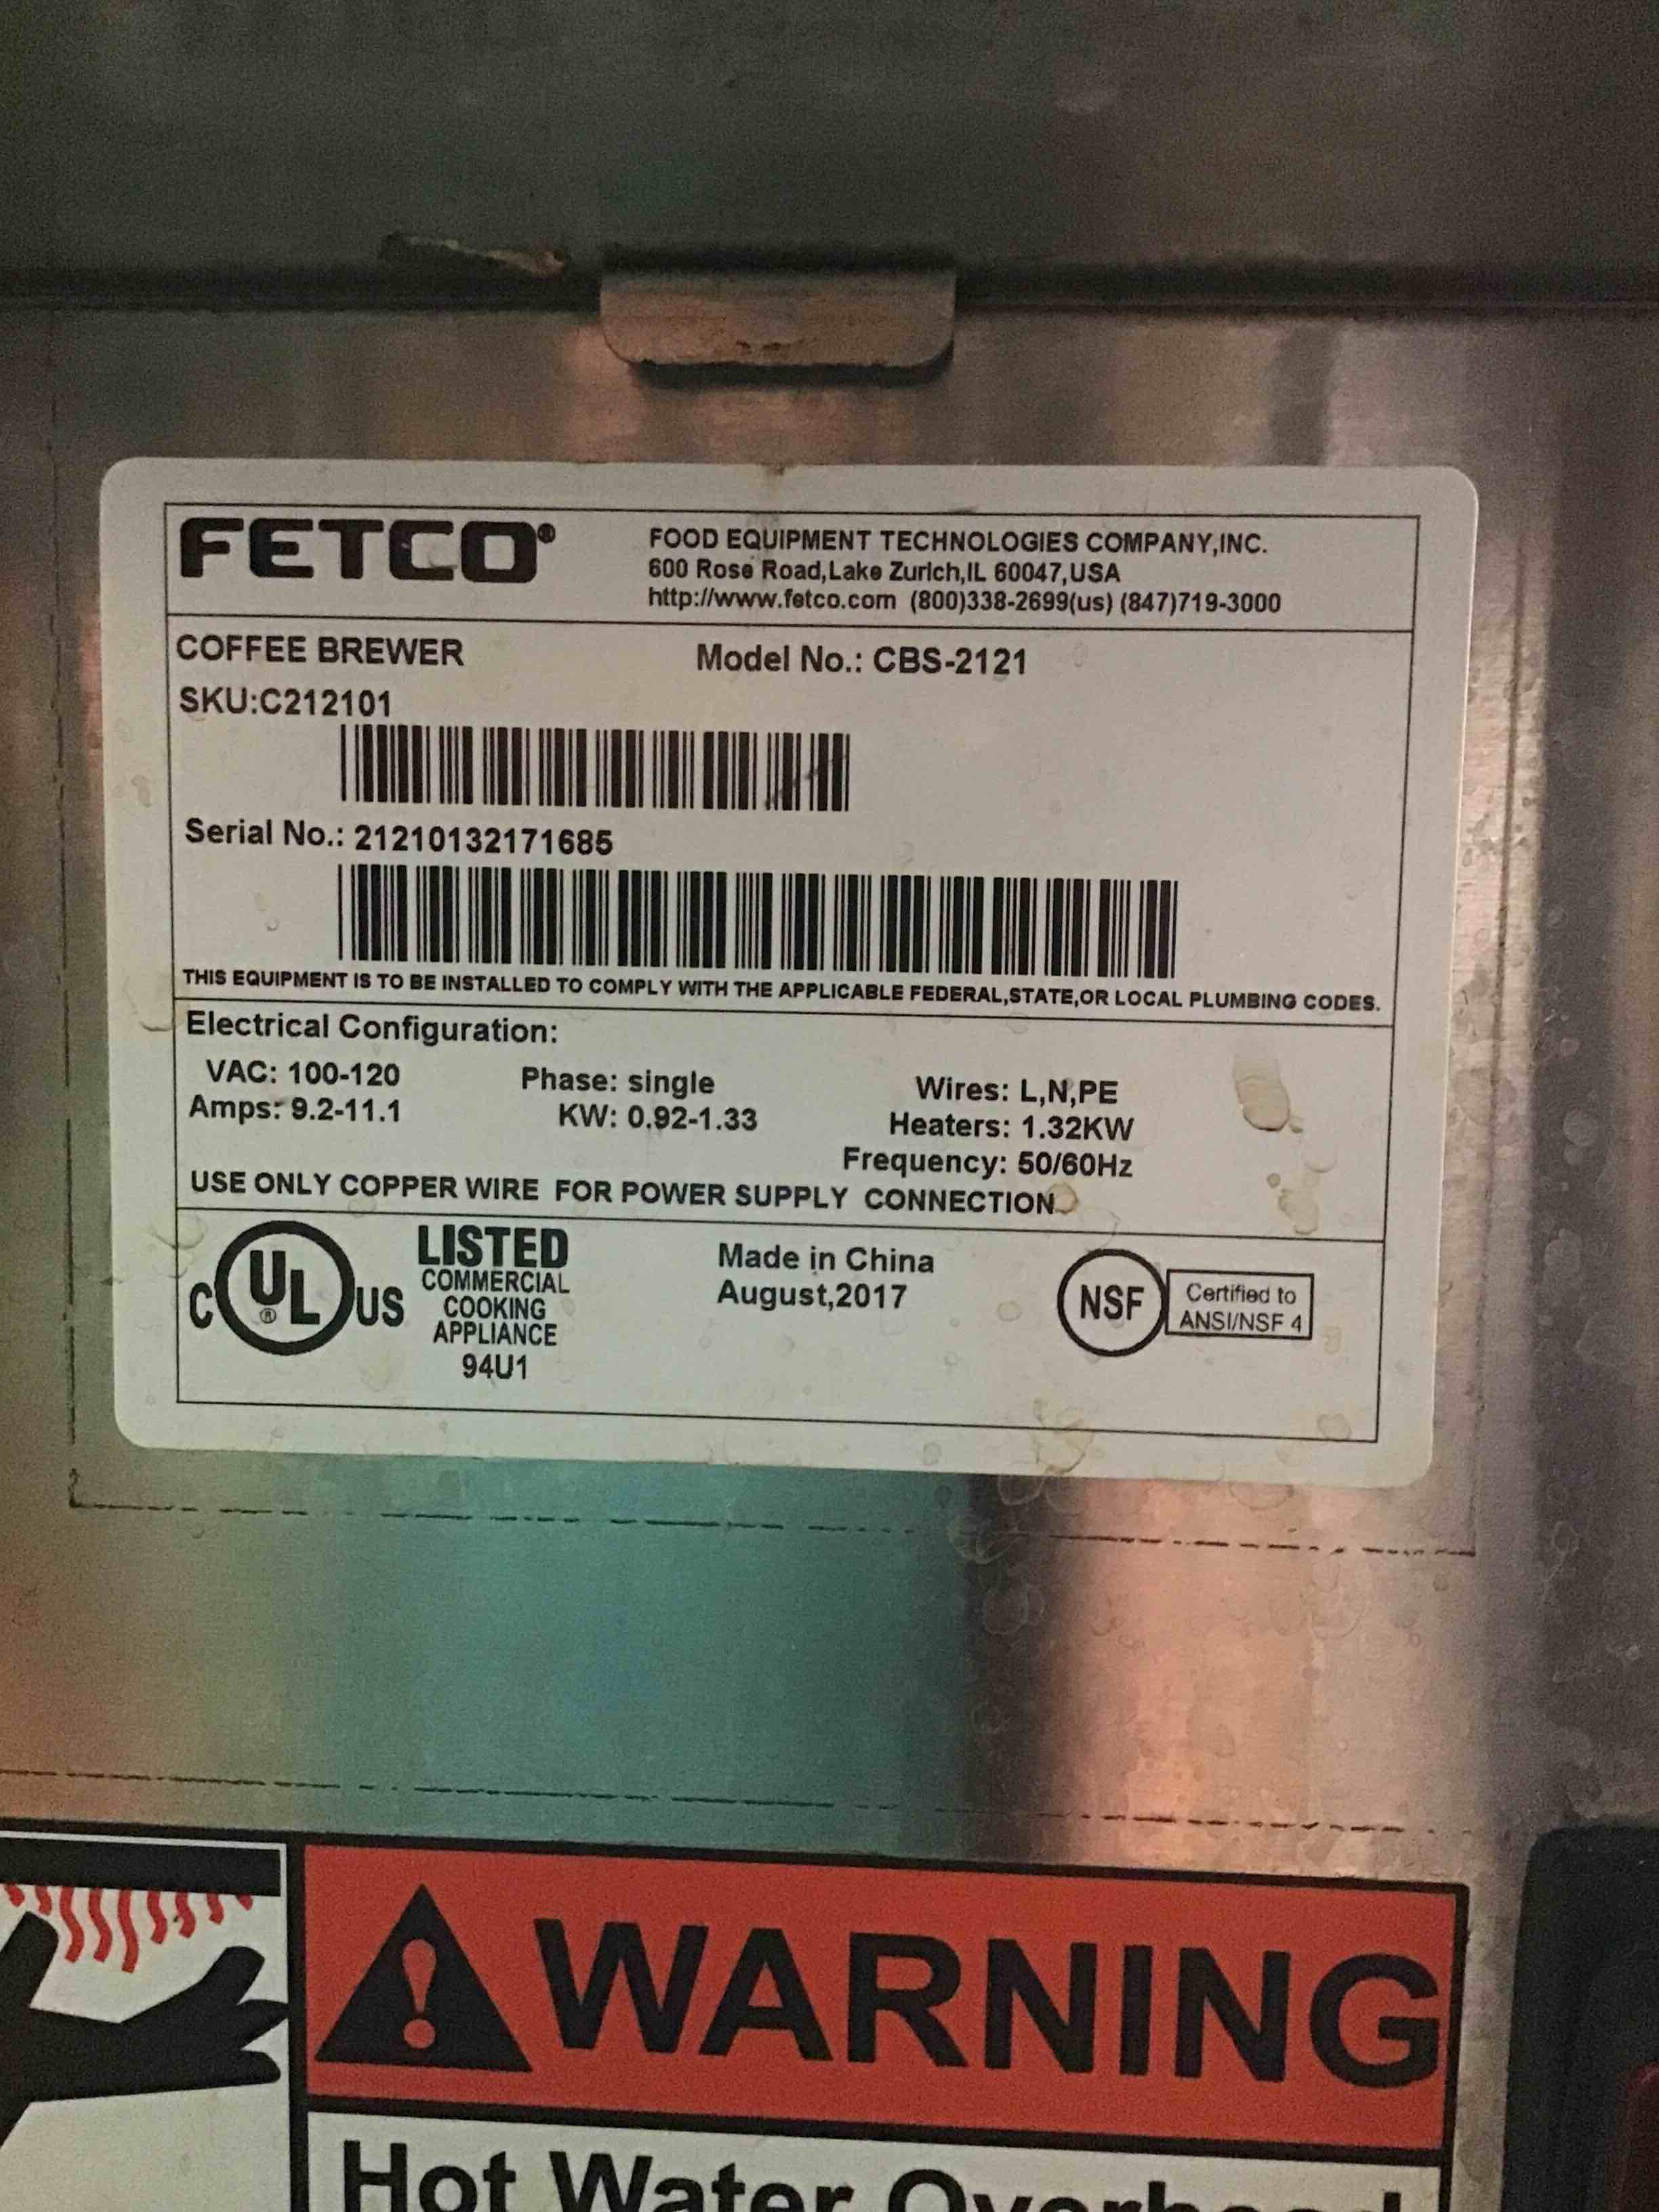 FETCO®
FOOD EQUIPMENT TECHNOLOGIES COMPANY,INC.
600 Rose Road,Lake Zurich,IL 60047,USA
http://www.fetco.com (800)338-2699(us) (847)719-3000
COFFEE BREWER Model No.: CBS-2121
SKU:C212101
Serial No.: 21210132171685
THIS EQUIPMENT IS TO BE INSTALLED TO COMPLY WITH THE APPLICABLE FEDERAL,STATE,OR LOCAL PLUMBING CODES.
Electrical Configuration:
VAC: 100-120 Phase: single Wires: L,N,PE
Amps: 9.2-11.1 KW: 0.92-1.33 Heaters: 1.32KW
Frequency: 50/60Hz
USE ONLY COPPER WIRE FOR POWER SUPPLY CONNECTION
C UL® US
LISTED
COMMERCIAL
COOKING
APPLIANCE
94U1
Made in China
August,2017
NSF
Certified to
ANSI/NSF 4
WARNING
Hot Water Overhead